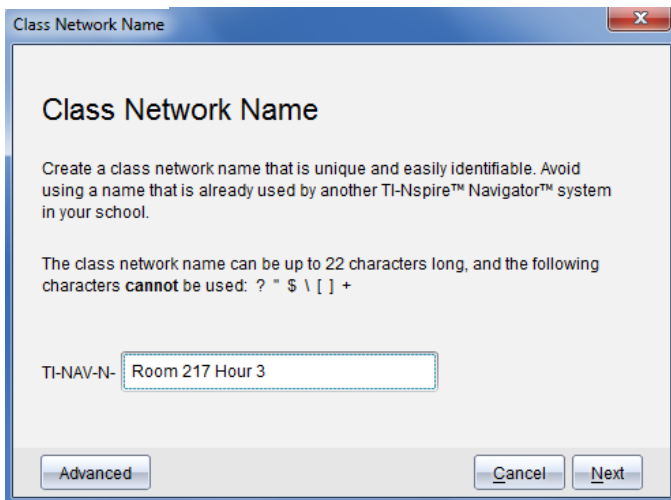 Class Network Name
Class Network Name
Create a class network name that is unique and easily identifiable. Avoid
using a name that is already used by another TI-Nspire™ Navigator™ system
in your school.
The class network name can be up to 22 characters long, and the following
characters cannot be used: ? " $ \ [ ] +
TI-NAV-N- Room 217 Hour 3
Advanced Cancel Next